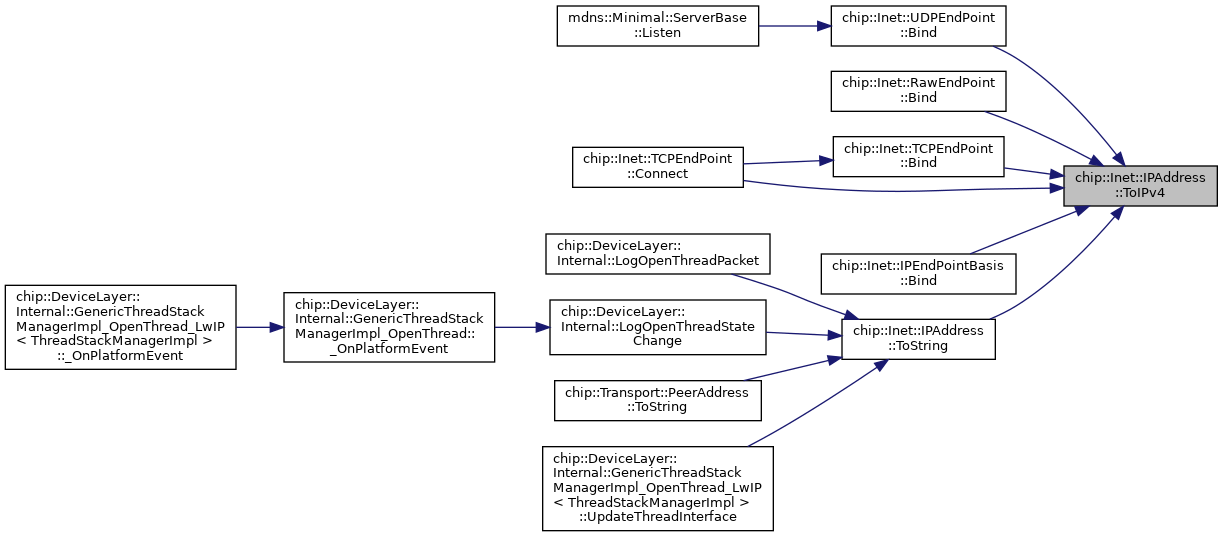 mdns::Minimal::ServerBase
::Listen
chip::Inet::UDPEndPoint
::Bind
chip::Inet::RawEndPoint
::Bind
chip::Inet::TCPEndPoint
::Connect
chip::Inet::TCPEndPoint
::Bind
chip::Inet::IPAddress
::ToIPv4
chip::DeviceLayer::
Internal::LogOpenThreadPacket
chip::Inet::IPEndPointBasis
::Bind
chip::DeviceLayer::
Internal::GenericThreadStack
ManagerImpl_OpenThread_LwIP
< ThreadStackManagerImpl >
::_OnPlatformEvent
chip::DeviceLayer::
Internal::GenericThreadStack
ManagerImpl_OpenThread::
_OnPlatformEvent
chip::DeviceLayer::
Internal::LogOpenThreadState
Change
chip::Inet::IPAddress
::ToString
chip::Transport::PeerAddress
::ToString
chip::DeviceLayer::
Internal::GenericThreadStack
ManagerImpl_OpenThread_LwIP
< ThreadStackManagerImpl >
::UpdateThreadInterface